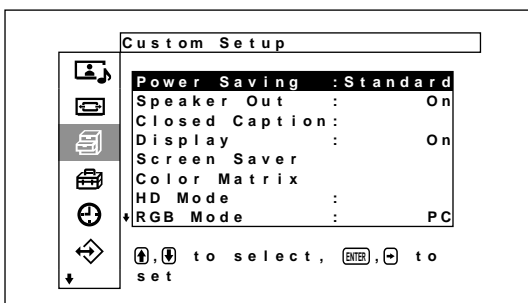 Custom Setup
Power Saving :Standard
Speaker Out : On
Closed Caption:
Display : On
Screen Saver
Color Matrix
HD Mode :
RGB Mode : PC
, to select, ENTER, to
set